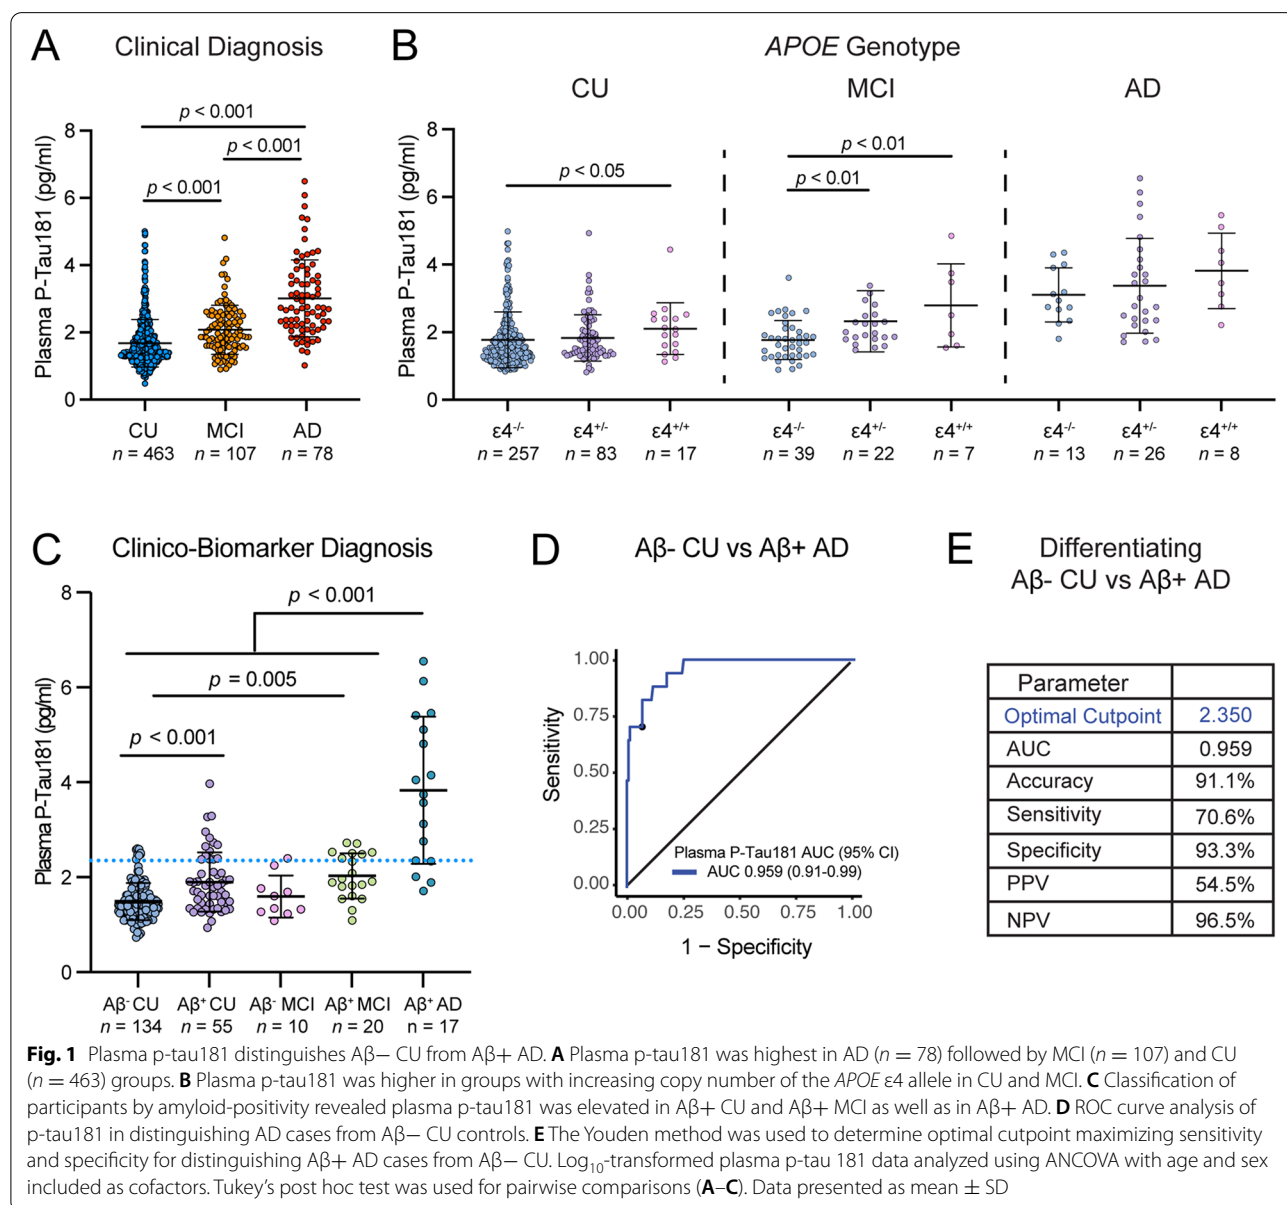 A Clinical Diagnosis
p < 0.001
p < 0.001
p < 0.001
Plasma P-Tau181 (pg/ml)
8
6
4
2
0
CU MCI AD
n = 463 n = 107 n = 78
B APOE Genotype
CU MCI AD
p < 0.05
p < 0.01
p < 0.01
Plasma P-Tau181 (pg/ml)
8
6
4
2
0
ε4-/- ε4+/- ε4+/+ ε4-/- ε4+/- ε4+/+ ε4-/- ε4+/- ε4+/+
n = 257 n = 83 n = 17 n = 39 n = 22 n = 7 n = 13 n = 26 n = 8
C Clinico-Biomarker Diagnosis
p < 0.001
p = 0.005
p < 0.001
Plasma P-Tau181 (pg/ml)
8
6
4
2
0
Aβ- CU Aβ+ CU Aβ- MCI Aβ+ MCI Aβ+ AD
n = 134 n = 55 n = 10 n = 20 n = 17
D Aβ- CU vs Aβ+ AD
Sensitivity
1.00
0.75
0.50
0.25
0.00
Plasma P-Tau181 AUC (95% CI)
AUC 0.959 (0.91-0.99)
0.00 0.25 0.50 0.75 1.00
1 − Specificity
E Differentiating
Aβ- CU vs Aβ+ AD
Parameter
Optimal Cutpoint 2.350
AUC 0.959
Accuracy 91.1%
Sensitivity 70.6%
Specificity 93.3%
PPV 54.5%
NPV 96.5%
Fig. 1 Plasma p-tau181 distinguishes Aβ− CU from Aβ+ AD. A Plasma p-tau181 was highest in AD (n = 78) followed by MCI (n = 107) and CU
(n = 463) groups. B Plasma p-tau181 was higher in groups with increasing copy number of the APOE ε4 allele in CU and MCI. C Classification of
participants by amyloid-positivity revealed plasma p-tau181 was elevated in Aβ+ CU and Aβ+ MCI as well as in Aβ+ AD. D ROC curve analysis of
p-tau181 in distinguishing AD cases from Aβ− CU controls. E The Youden method was used to determine optimal cutpoint maximizing sensitivity
and specificity for distinguishing Aβ+ AD cases from Aβ− CU. Log10-transformed plasma p-tau 181 data analyzed using ANCOVA with age and sex
included as cofactors. Tukey's post hoc test was used for pairwise comparisons (A–C). Data presented as mean ± SD